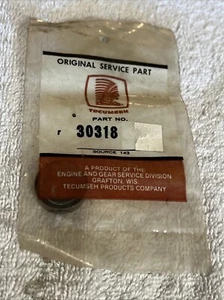 ORIGINAL SERVICE PART
TECUMSEH
PART NO.
r 30318
SOURCE 143
A PRODUCT OF THE
ENGINE AND GEAR SERVICE DIVISION
GRAFTON, WIS.
TECUMSEH PRODUCTS COMPANY